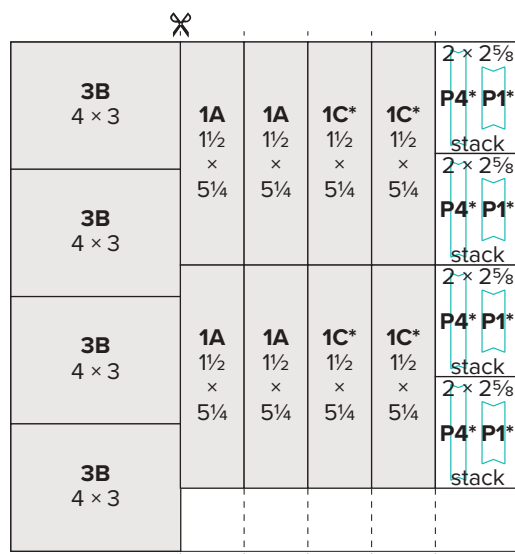 3B
4 × 3
3B
4 × 3
3B
4 × 3
3B
4 × 3
1A
1½
×
5¼
1A
1½
×
5¼
1C*
1½
×
5¼
1C*
1½
×
5¼
1A
1½
×
5¼
1A
1½
×
5¼
1C*
1½
×
5¼
1C*
1½
×
5¼
2 × 2⅝
P4* P1*
stack
2 × 2⅝
P4* P1*
stack
2 × 2⅝
P4* P1*
stack
2 × 2⅝
P4* P1*
stack